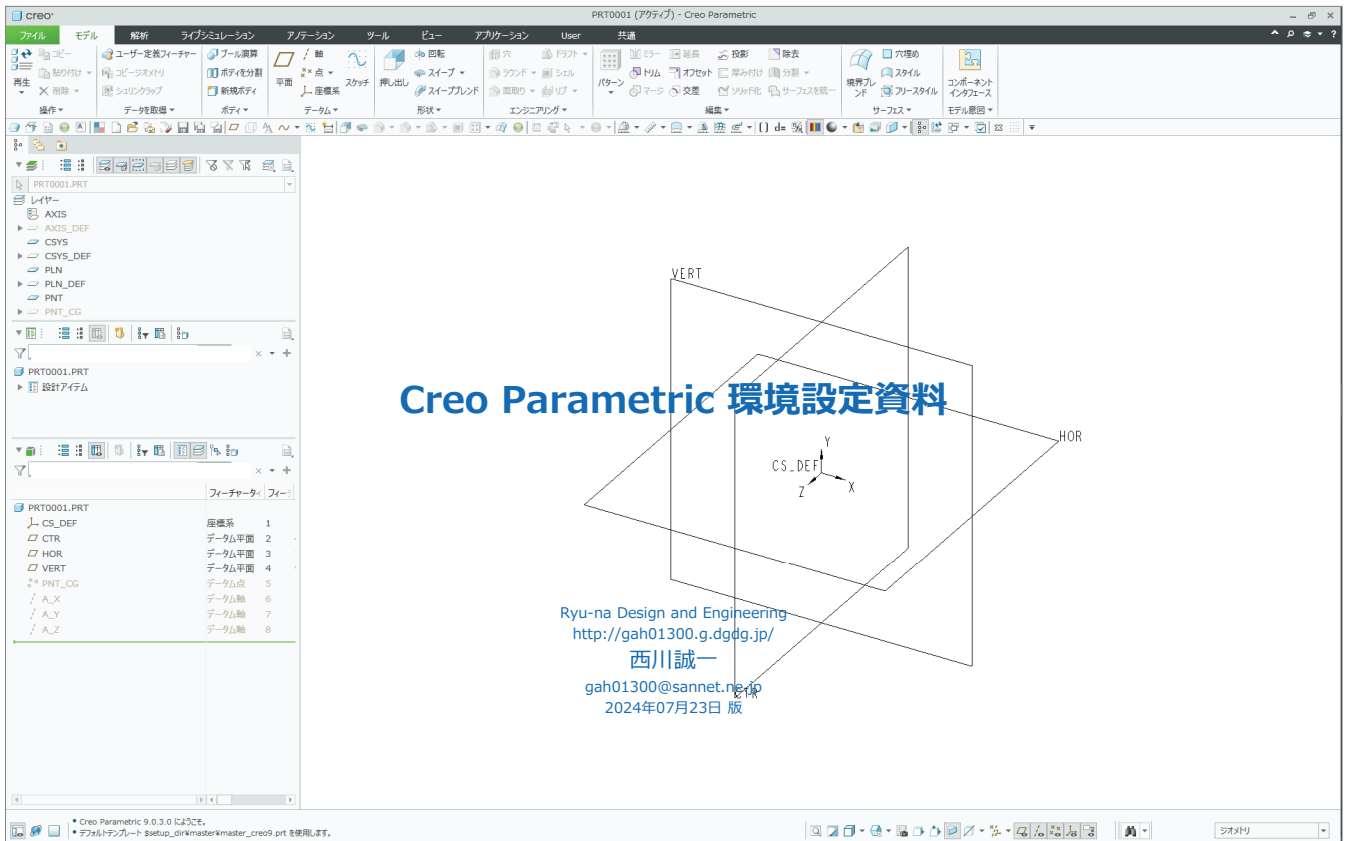 creo·
PRT0001 (アクティブ) - Creo Parametric
ファイル モデル 解析 ライブシミュレーション アノテーション ツール ビュー アプリケーション User 共通
再生
コピー
貼り付け
削除
操作
ユーザー定義フィーチャー
コピージオメトリ
シュリンクラップ
データを取得
ブール演算
ボディを分割
新規ボディ
ボディ
平面
軸
点
座標系
データム
スケッチ
押し出し
回転
スイープ
スイープブレンド
形状
穴
ラウンド
面取り
ドラフト
シェル
リブ
エンジニアリング
パターン
ミラー
延長
投影
除去
トリム
オフセット
厚み付け
分割
マージ
交差
ソリッド化
サーフェスを統一
編集
境界ブレンド
穴埋め
スタイル
フリースタイル
サーフェス
コンポーネントインタフェース
モデル意図
PRT0001.PRT
レイヤー
AXIS
AXIS_DEF
CSYS
CSYS_DEF
PLN
PLN_DEF
PNT
PNT_CG
PRT0001.PRT
設計アイテム
フィーチャータイ フィーラ
PRT0001.PRT
CS_DEF 座標系 1
CTR データム平面 2
HOR データム平面 3
VERT データム平面 4
PNT_CG データム点 5
A_X データム軸 6
A_Y データム軸 7
A_Z データム軸 8
VERT
HOR
Y
CS_DEF
Z
X
CTR
Creo Parametric 環境設定資料
Ryu-na Design and Engineering
http://gah01300.g.dgdg.jp/
西川誠一
gah01300@sannet.ne.jp
2024年07月23日 版
• Creo Parametric 9.0.3.0 にようこそ。
• デフォルトテンプレート $setup_dir¥master¥master_creo9.prt を使用します。
ジオメトリ